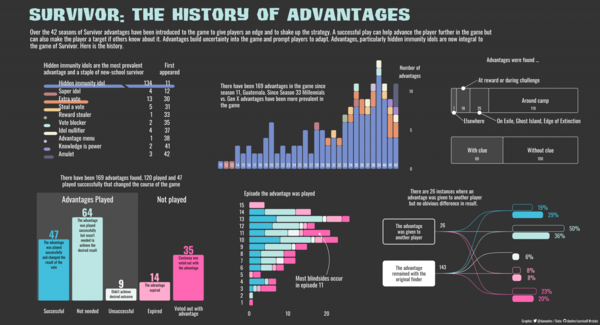 SURVIVOR: THE HISTORY OF ADVANTAGES
Over the 42 seasons of Survivor advantages have been introduced to the game to give players an edge and to shake up the strategy. A successful play can help advance the player further in the game but
can also make the player a target if others know about it. Advantages build uncertainty into the game and prompt players to adapt. Advantages, particularly hidden immunity idols are now integral to
the game of Survivor. Here is the history.
Hidden immunity idols are the most prevalent
advantage and a staple of new-school survivor
First
appeared
Hidden immunity idol 134 11
Super idol 4 12
Extra vote 13 30
Steal a vote 5 31
Reward stealer 1 33
Vote blocker 2 35
Idol nullifier 4 37
Advantage menu 1 38
Knowledge is power 2 41
Amulet 3 42
There have been 169 advantages in the game since
season 11, Guatemala. Since Season 33 Millennials
vs. Gen X advantages have been more prevalent in
the game
Number of
advantages
15
10
5
Advantages were found ...
At reward or during challenge
Around camp
Elsewhere
On Exile, Ghost Island, Edge of Extinction
With clue
Without clue
There have been 169 advantages found, 120 played and 47
played successfully that changed the course of the game
Advantages Played
Not played
47
The advantage
was played
successfully
and changed the
result of the
vote
64
The advantage
was played
successfully
but wasn't
needed to
achieve the
desired result
9
Didn't achieve
desired outcome
14
The advantage
expired
35
Castaway was
voted out with
the advantage
Successful
Not needed
Unsuccessful
Expired
Voted out with
advantage
Episode the advantage was played
15
14
13
12
11
10
9
8
7
6
5
4
3
2
1
0
10
20
Most blindsides occur
in episode 11
There are 26 instances where an
advantage was given to another player
but no obvious difference in result.
The advantage
was given to
another player
26
The advantage
remained with the
original finder
143
19%
29%
50%
36%
6%
8%
8%
23%
20%